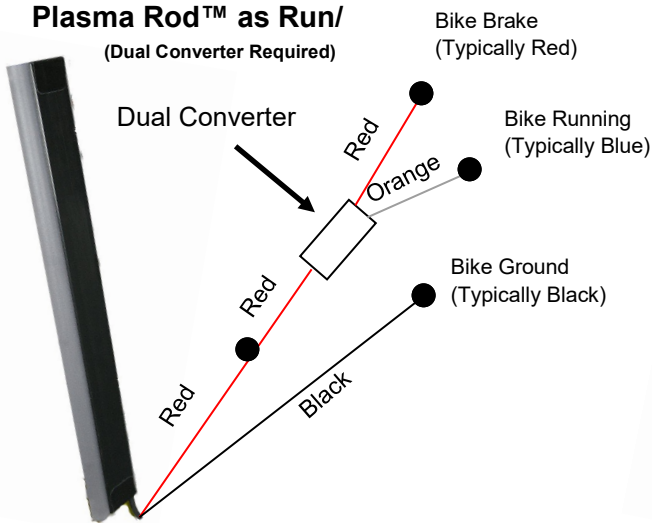 Plasma Rod™ as Run/
(Dual Converter Required)
Bike Brake
(Typically Red)
Dual Converter
Bike Running
(Typically Blue)
Red
Orange
Bike Ground
(Typically Black)
Red
Red
Black